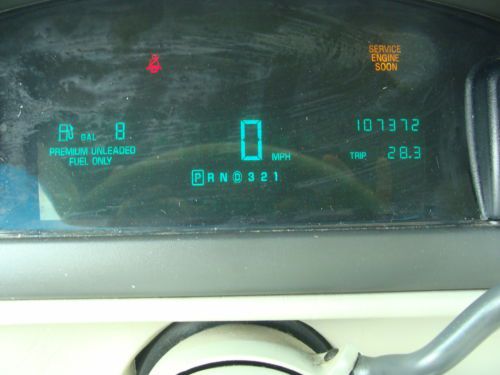 SERVICE
ENGINE
SOON
GAL 8
PREMIUM UNLEADED
FUEL ONLY
0 MPH
107372
TRIP 28.3
P R N D 3 2 1